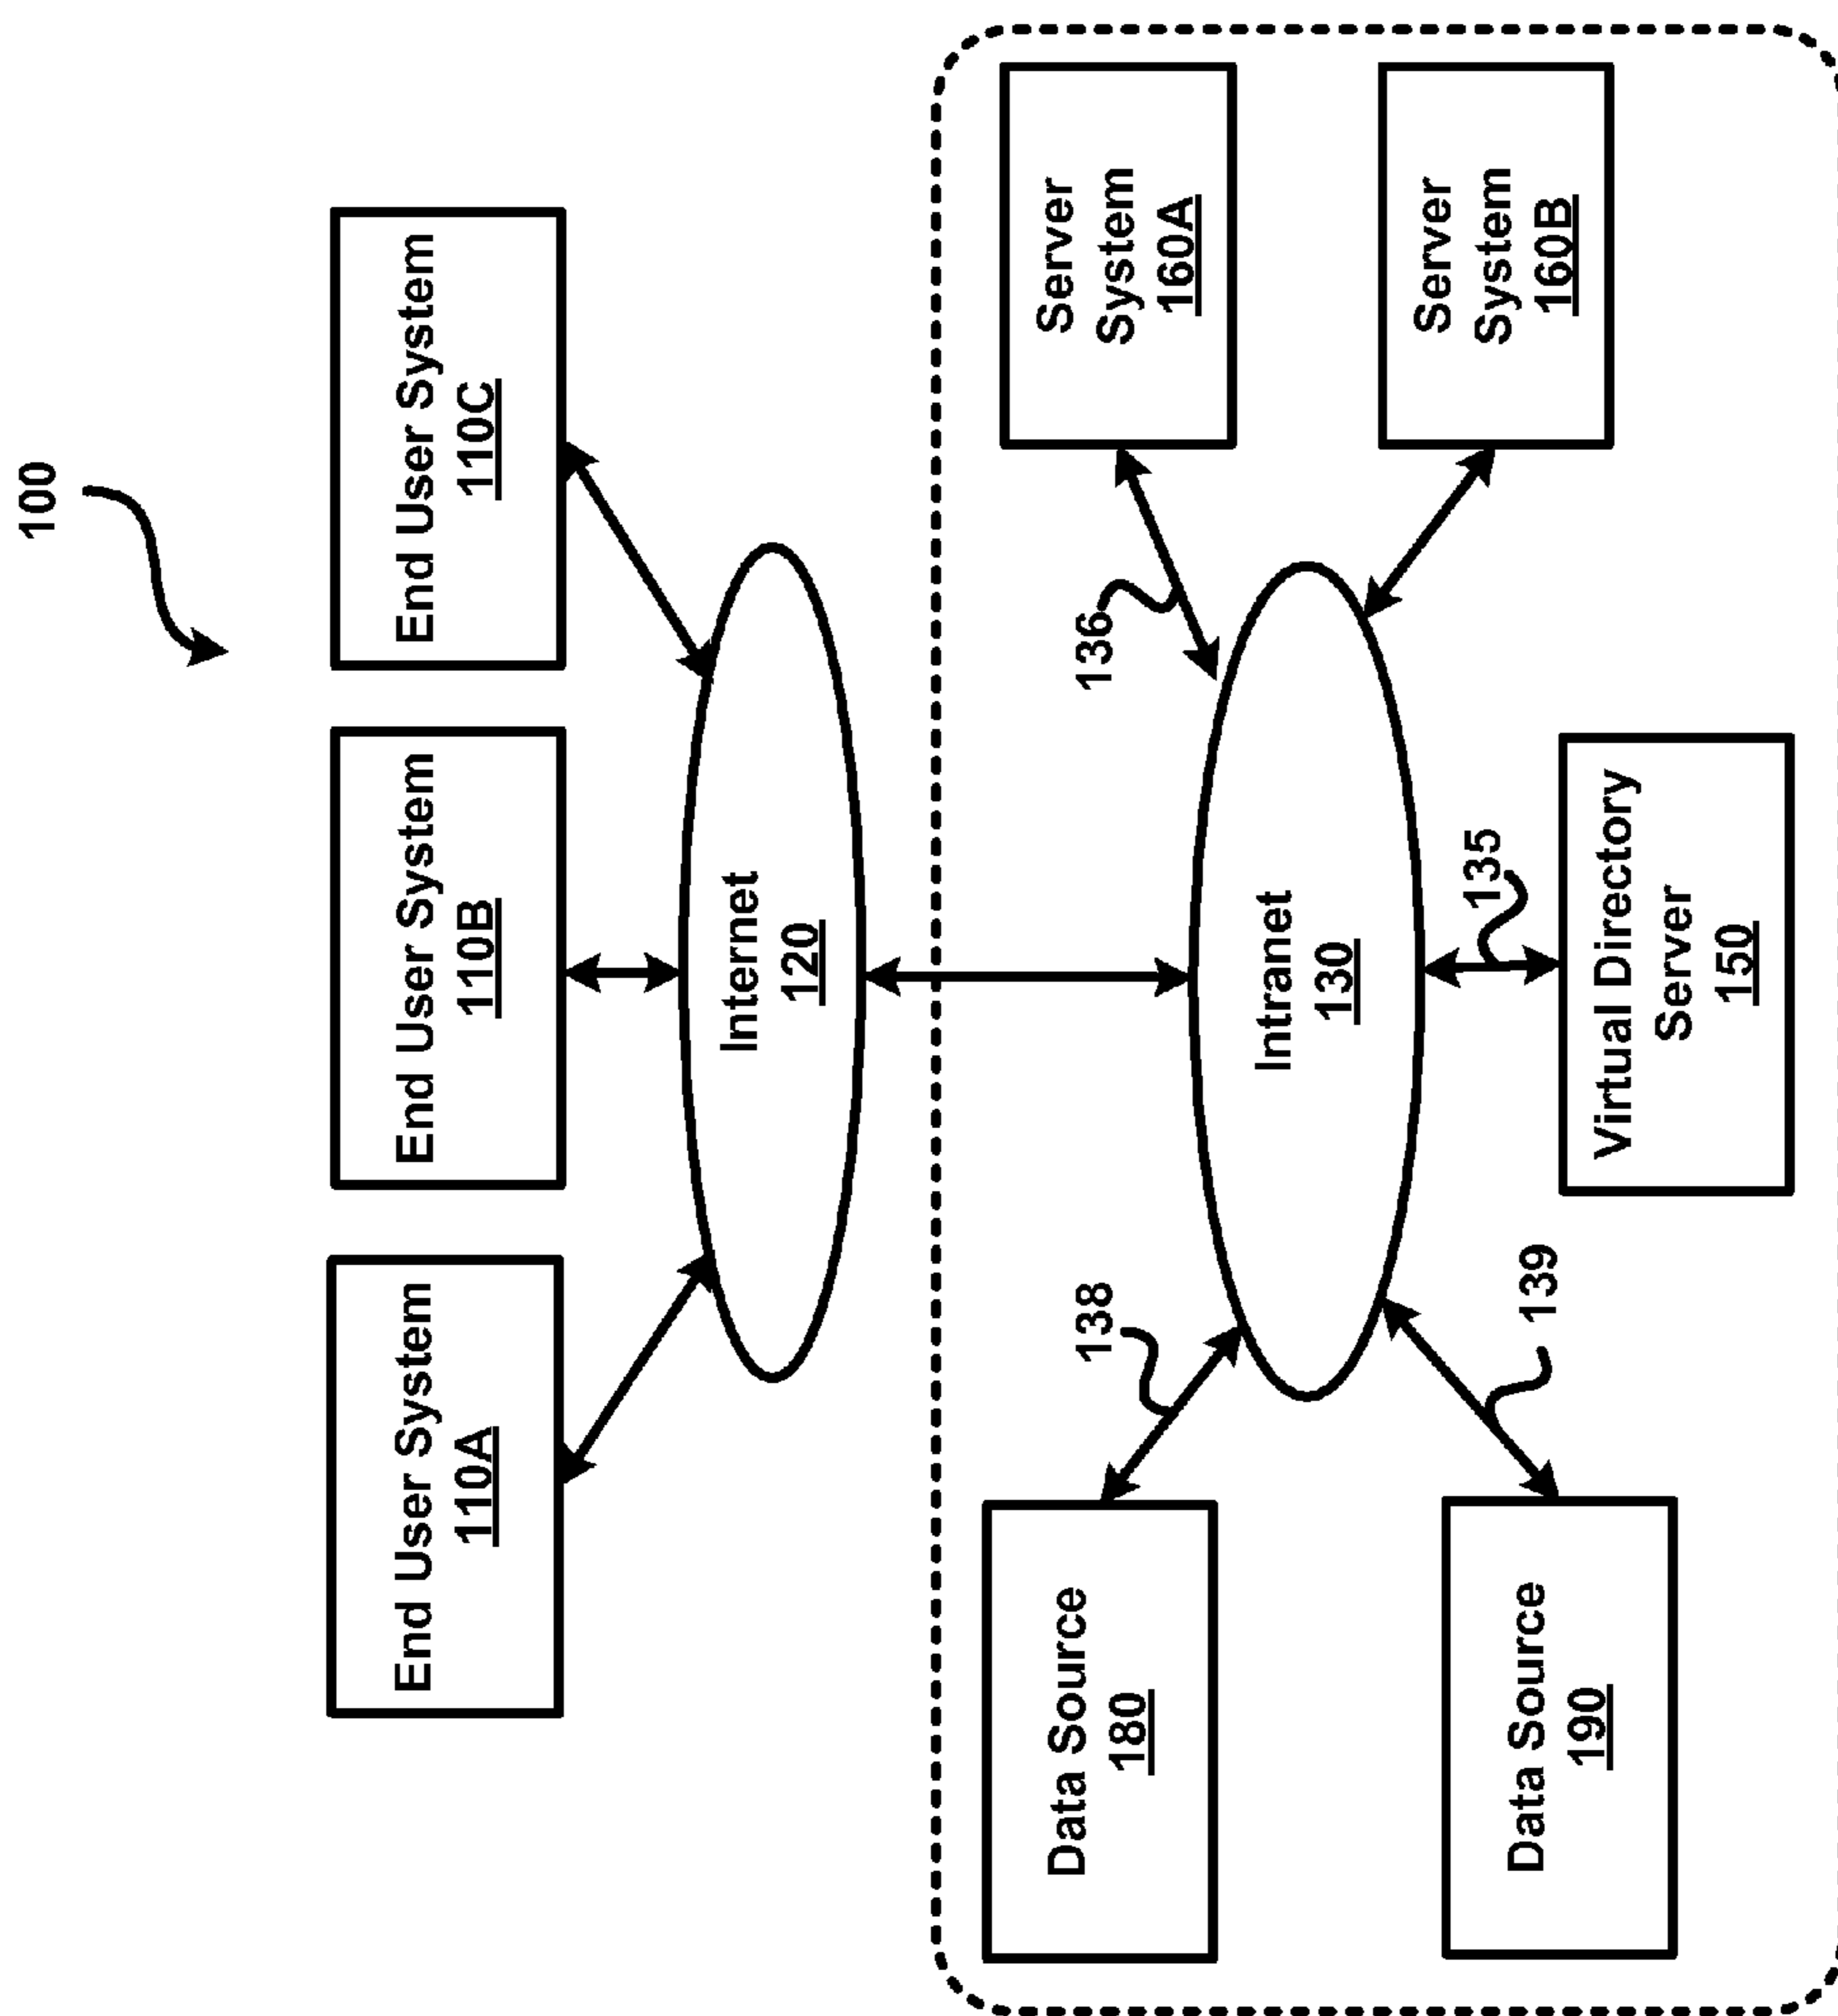 100
End User System
110A
End User System
110B
End User System
110C
Internet
120
138
136
Data Source
180
Server
System
160A
Intranet
130
Server
System
160B
135
139
Data Source
190
Virtual Directory
Server
150